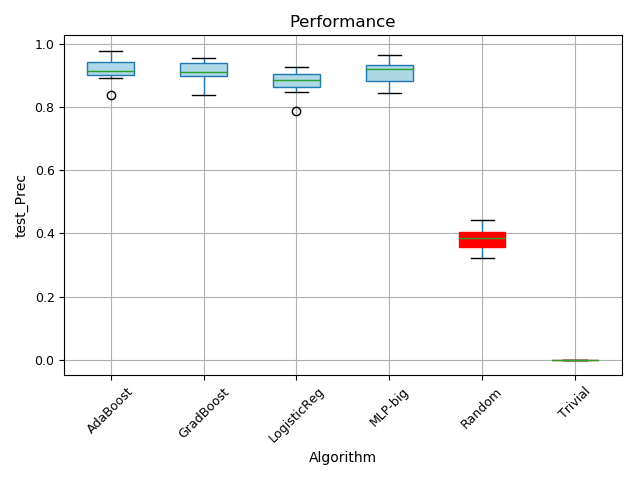 Performance
1.0
0.8
0.6
0.4
0.2
0.0
test_Prec
AdaBoost
GradBoost
LogisticReg
MLP-big
Random
Trivial
Algorithm